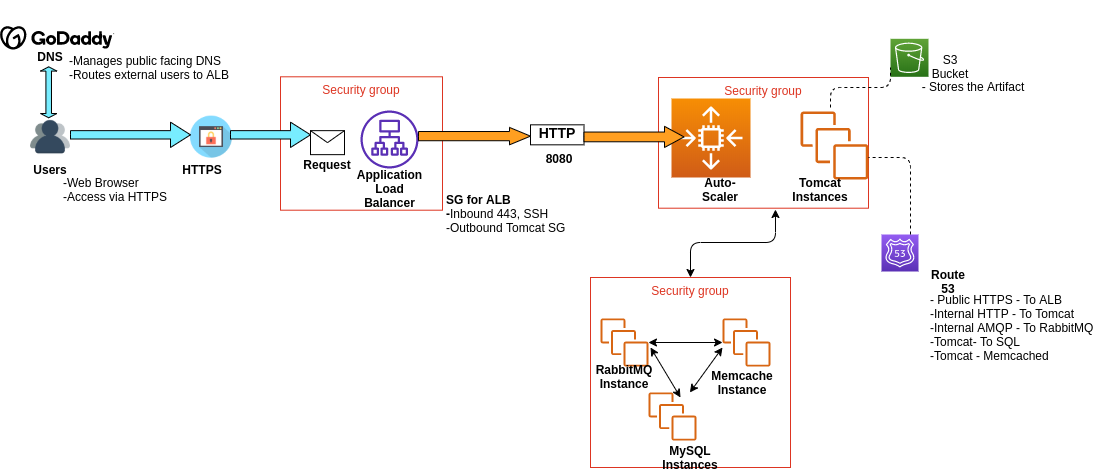 GoDaddy
DNS
-Manages public facing DNS
-Routes external users to ALB
Users
-Web Browser
-Access via HTTPS
HTTPS
Security group
Request
Application
Load
Balancer
SG for ALB
-Inbound 443, SSH
-Outbound Tomcat SG
HTTP
8080
Security group
Auto-
Scaler
Tomcat
Instances
S3
Bucket
- Stores the Artifact
53
Route
53
- Public HTTPS - To ALB
-Internal HTTP - To Tomcat
-Internal AMQP - To RabbitMQ
-Tomcat- To SQL
-Tomcat - Memcached
Security group
RabbitMQ
Instance
Memcache
Instance
MySQL
Instances